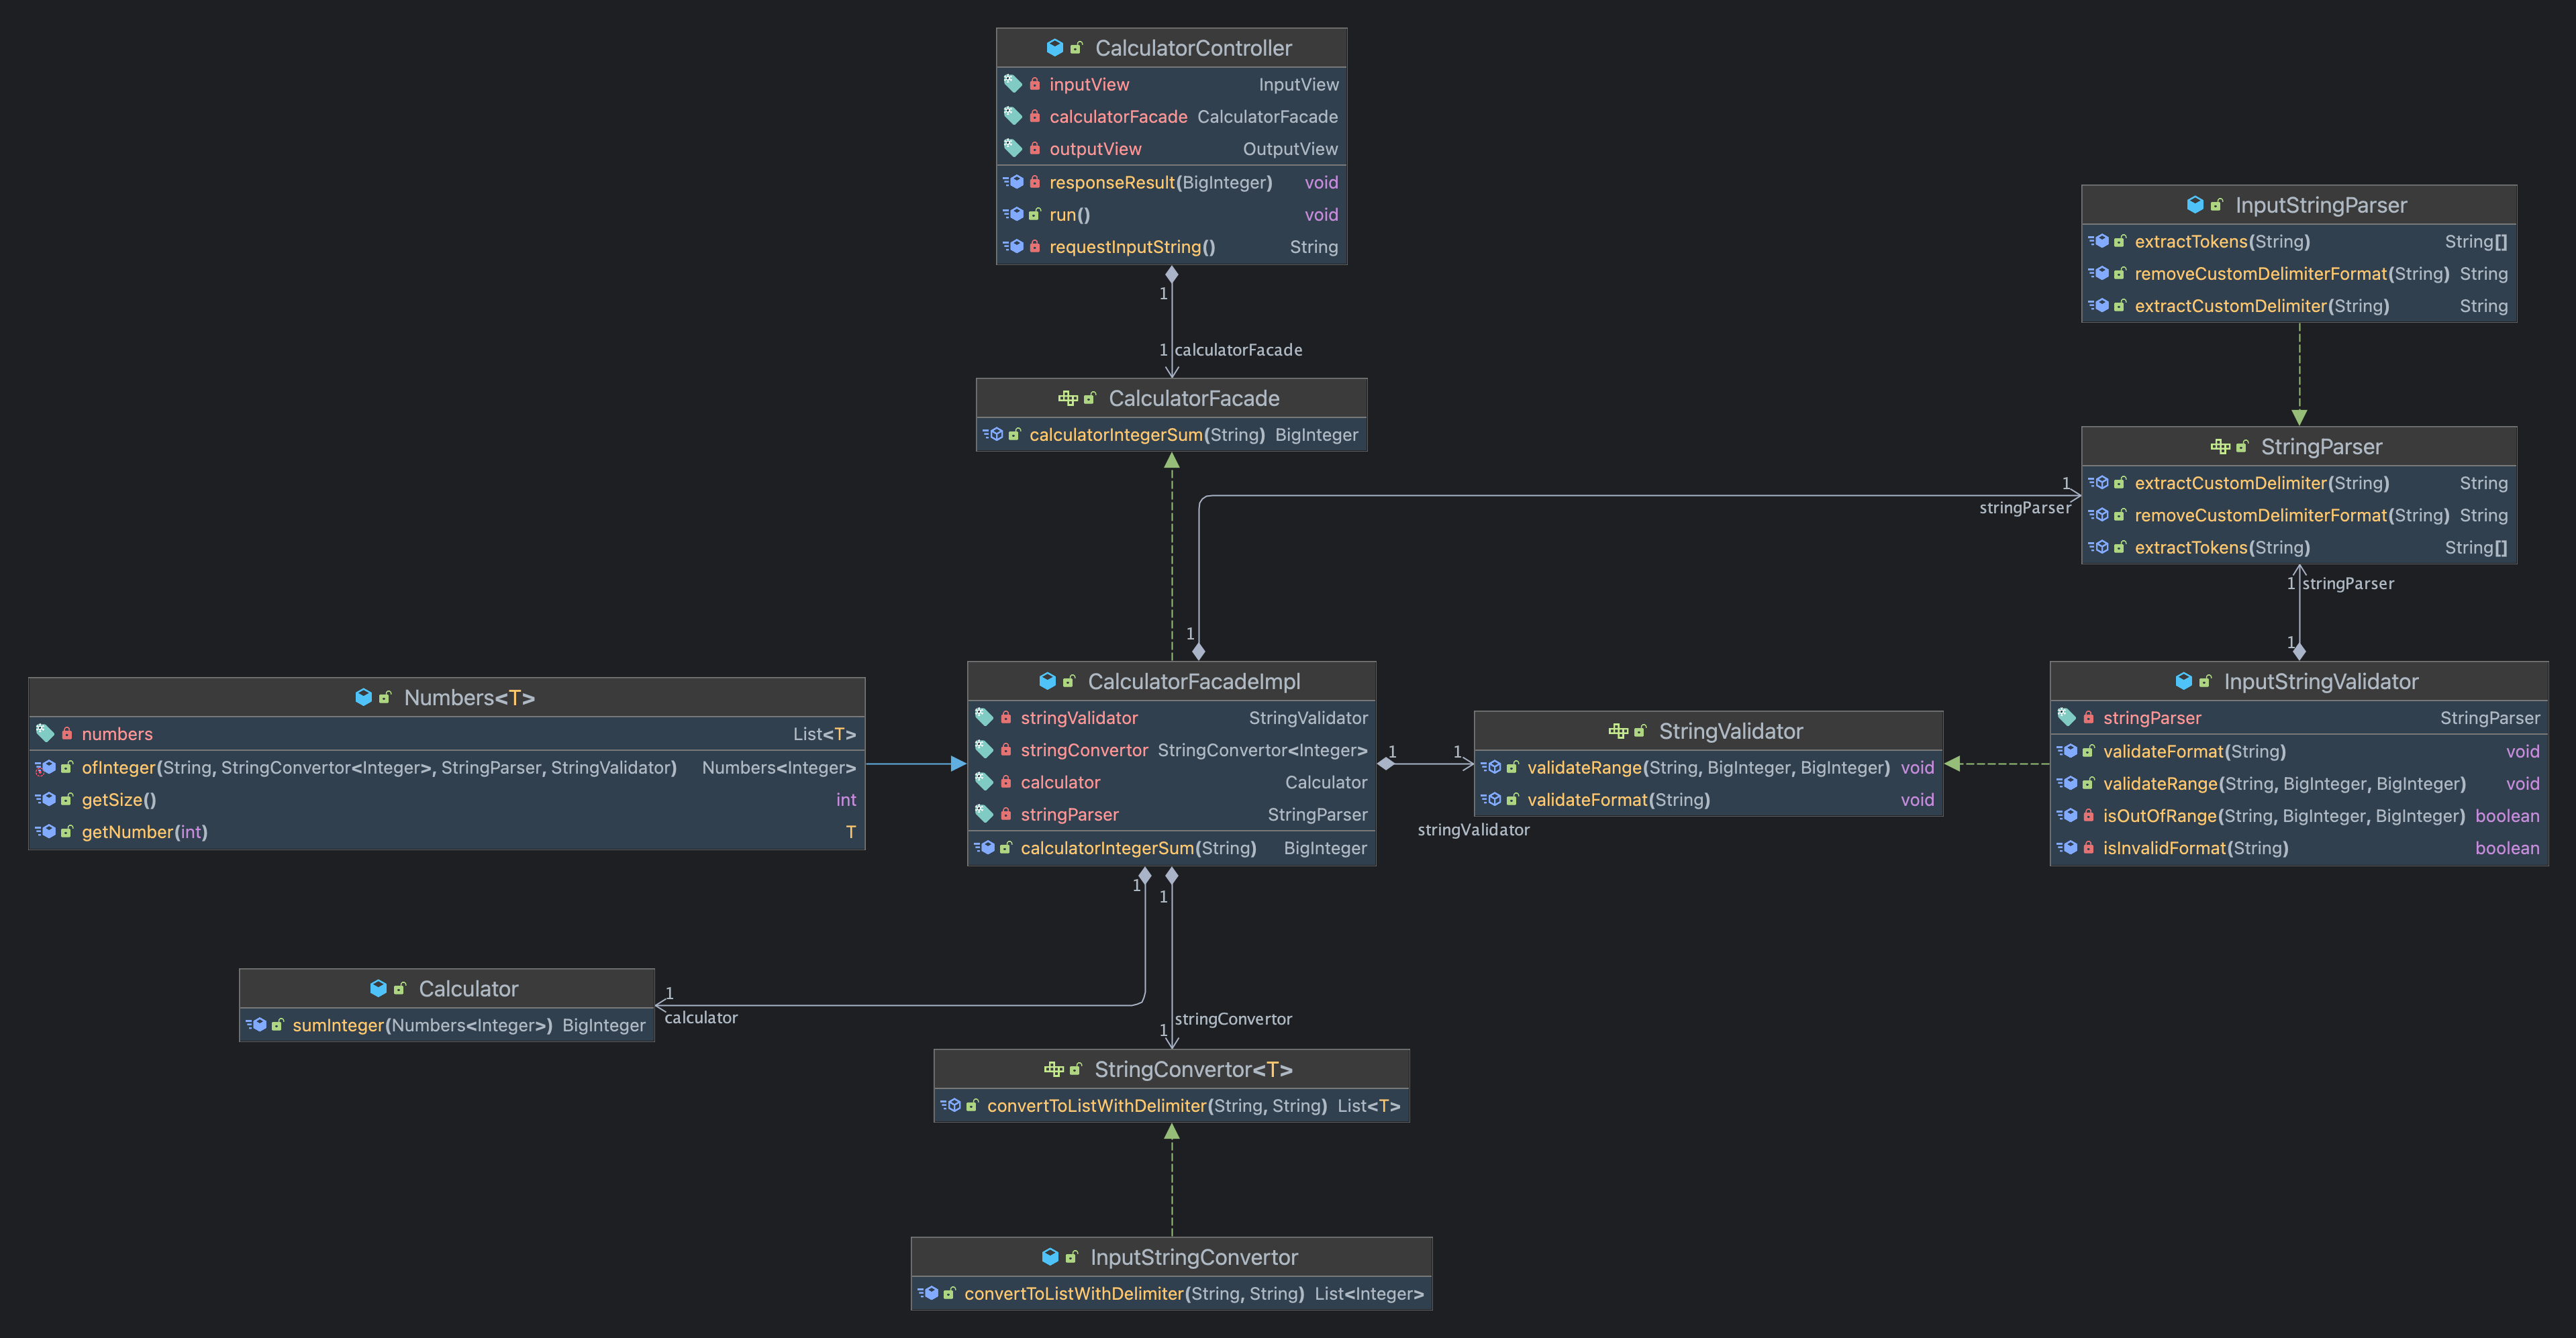 CalculatorController
inputView InputView
calculatorFacade CalculatorFacade
outputView OutputView
responseResult(BigInteger) void
run() void
requestInputString() String
1
1 calculatorFacade
CalculatorFacade
calculatorIntegerSum(String) BigInteger
InputStringParser
extractTokens(String) String[]
removeCustomDelimiterFormat(String) String
extractCustomDelimiter(String) String
StringParser
extractCustomDelimiter(String) String
removeCustomDelimiterFormat(String) String
extractTokens(String) String[]
1
stringParser
1
1 stringParser
1
Numbers<T>
numbers List<T>
ofInteger(String, StringConvertor<Integer>, StringParser, StringValidator) Numbers<Integer>
getSize() int
getNumber(int) T
CalculatorFacadeImpl
stringValidator StringValidator
stringConvertor StringConvertor<Integer>
calculator Calculator
stringParser StringParser
calculatorIntegerSum(String) BigInteger
1 1
stringValidator
StringValidator
validateRange(String, BigInteger, BigInteger) void
validateFormat(String) void
InputStringValidator
stringParser StringParser
validateFormat(String) void
validateRange(String, BigInteger, BigInteger) void
isOutOfRange(String, BigInteger, BigInteger) boolean
isInvalidFormat(String) boolean
1
1
Calculator
sumInteger(Numbers<Integer>) BigInteger
1
calculator
stringConvertor
1
StringConvertor<T>
convertToListWithDelimiter(String, String) List<T>
InputStringConvertor
convertToListWithDelimiter(String, String) List<Integer>